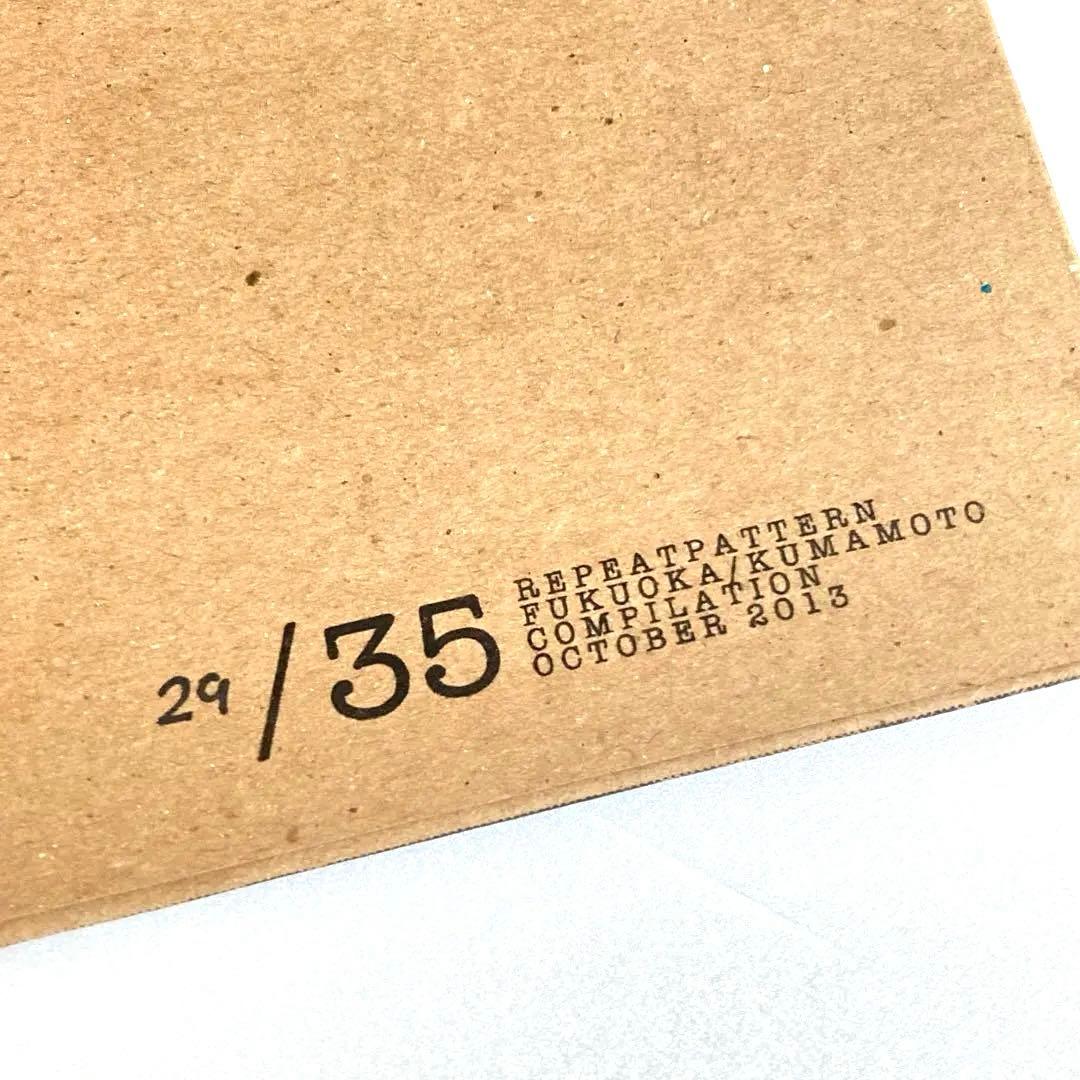 29/35
REPEATPATTERN
FUKUOKA/KUMAMOTO
COMPILATION
OCTOBER 2013